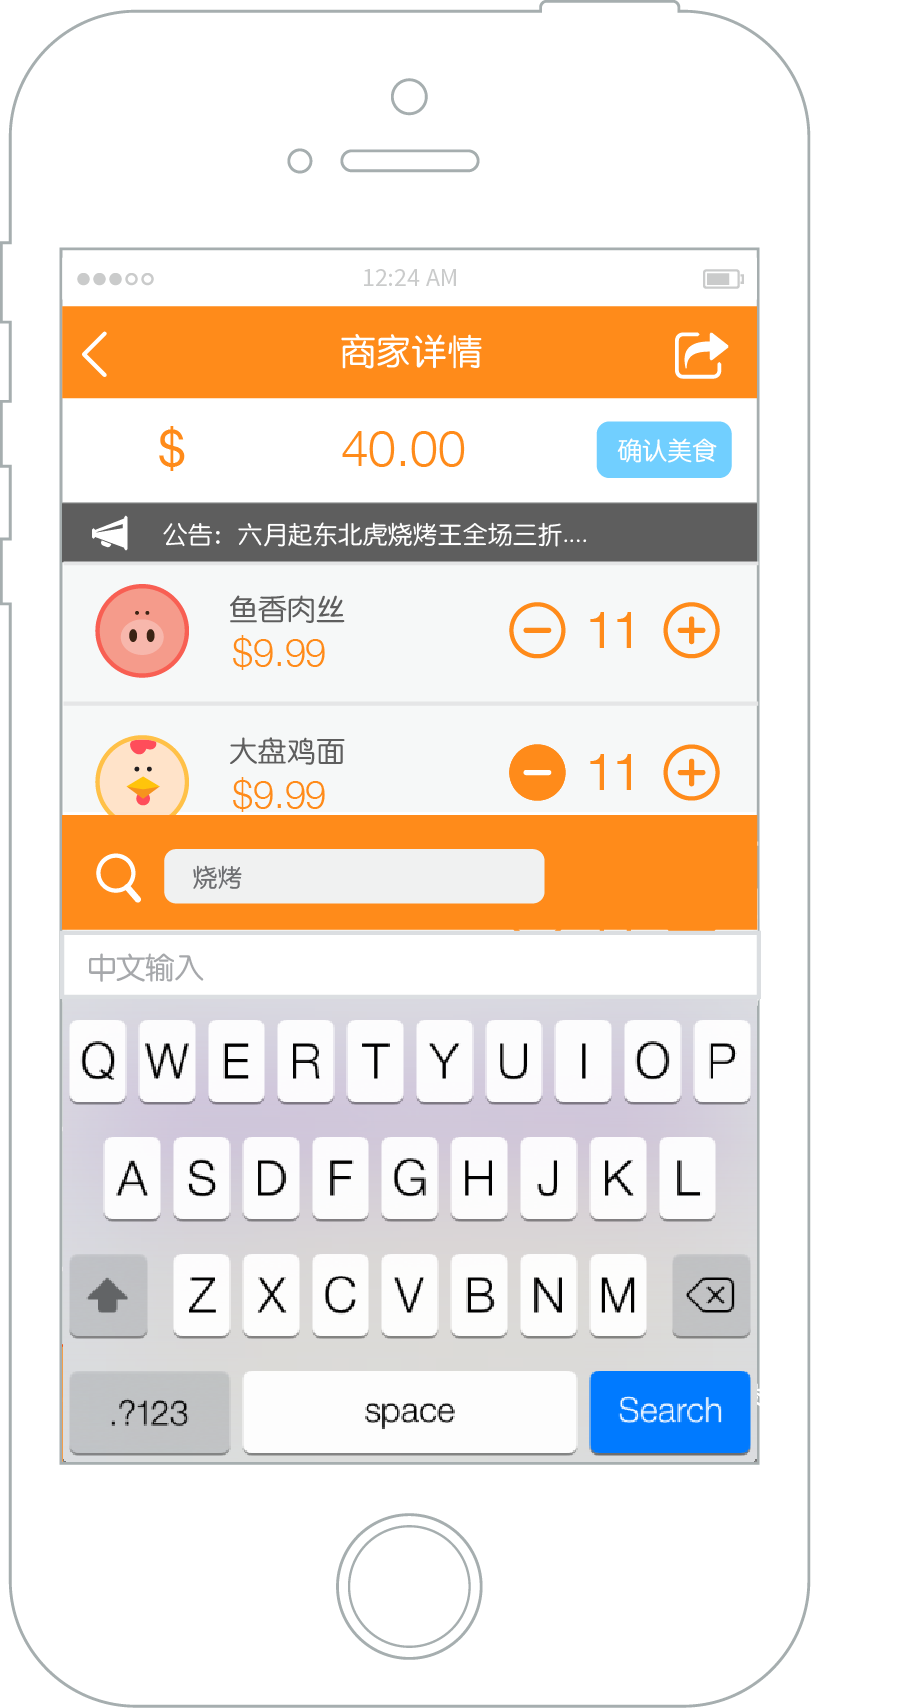 12:24 AM
商家详情
$ 40.00 确认美食
公告：六月起东北虎烧烤王全场三折....
鱼香肉丝
$9.99
11
大盘鸡面
$9.99
11
烧烤
中文输入
Q W E R T Y U I O P
A S D F G H J K L
Z X C V B N M
.?123 space Search